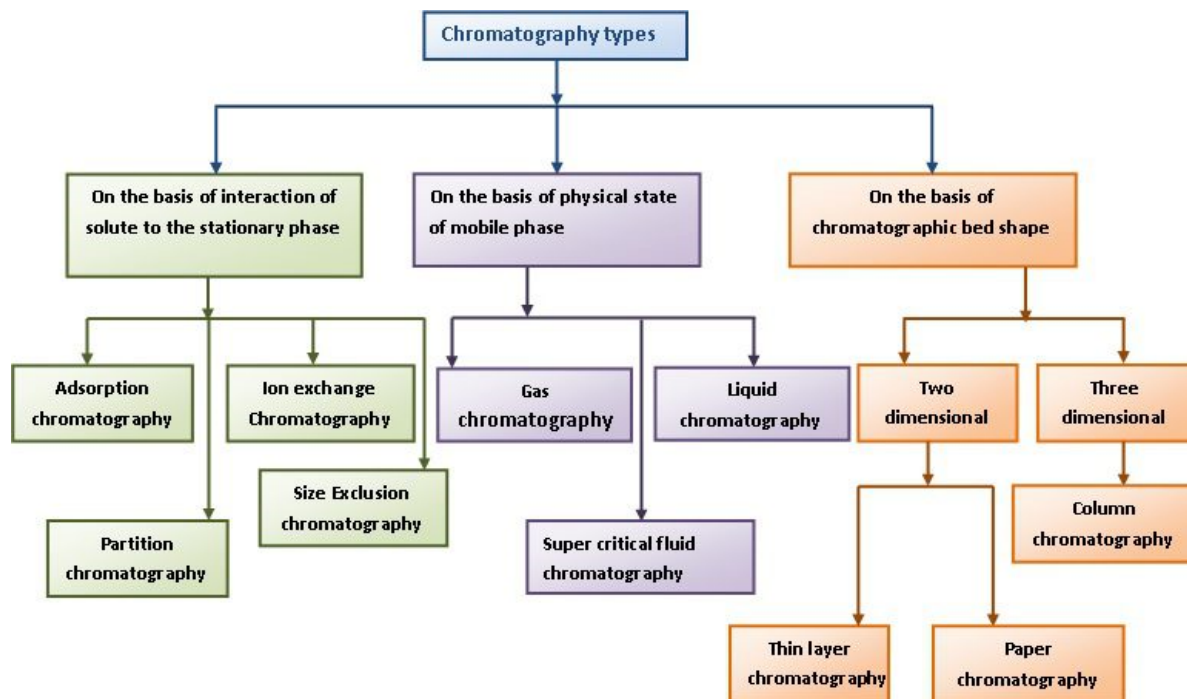 Chromatography types
On the basis of interaction of
solute to the stationary phase
On the basis of physical state
of mobile phase
On the basis of
chromatographic bed shape
Adsorption
chromatography
Ion exchange
Chromatography
Gas
chromatography
Liquid
chromatography
Two
dimensional
Three
dimensional
Size Exclusion
chromatography
Partition
chromatography
Super critical fluid
chromatography
Column
chromatography
Thin layer
chromatography
Paper
chromatography